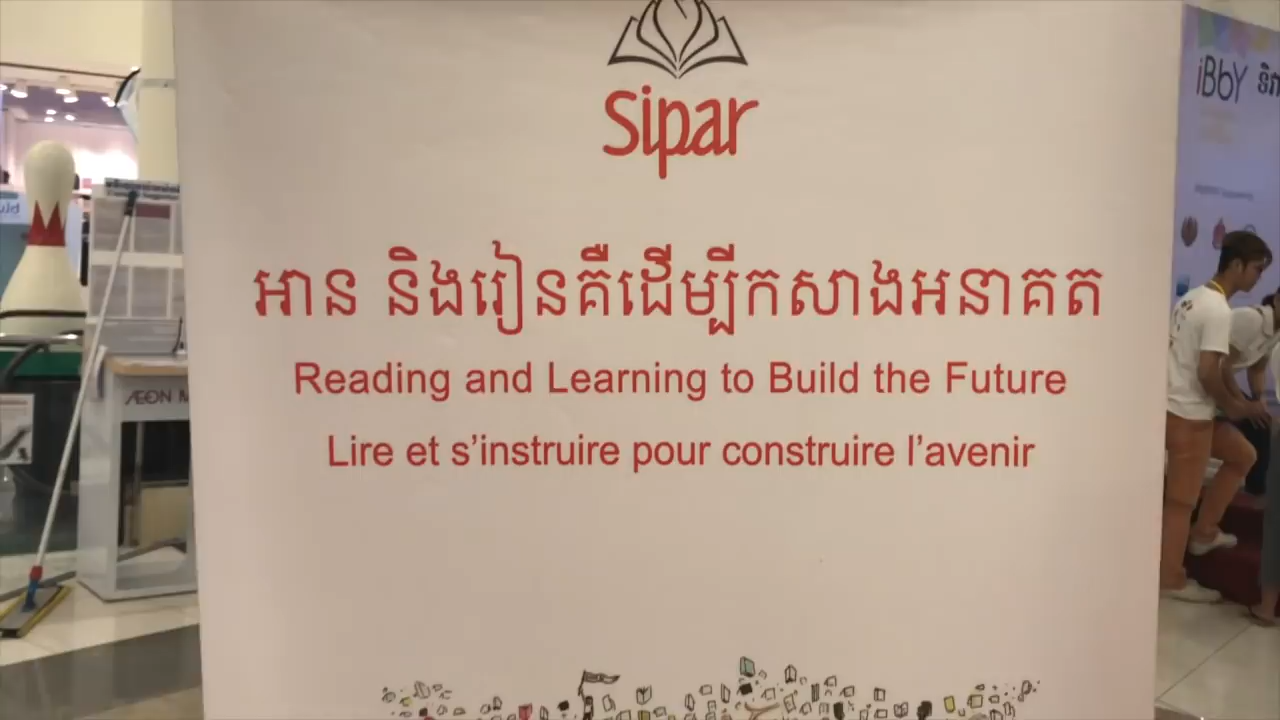 Sipar
អាន និងរៀនគឺដើម្បីកសាងអនាគត
Reading and Learning to Build the Future
Lire et s’instruire pour construire l’avenir
iBbY
ÆON M